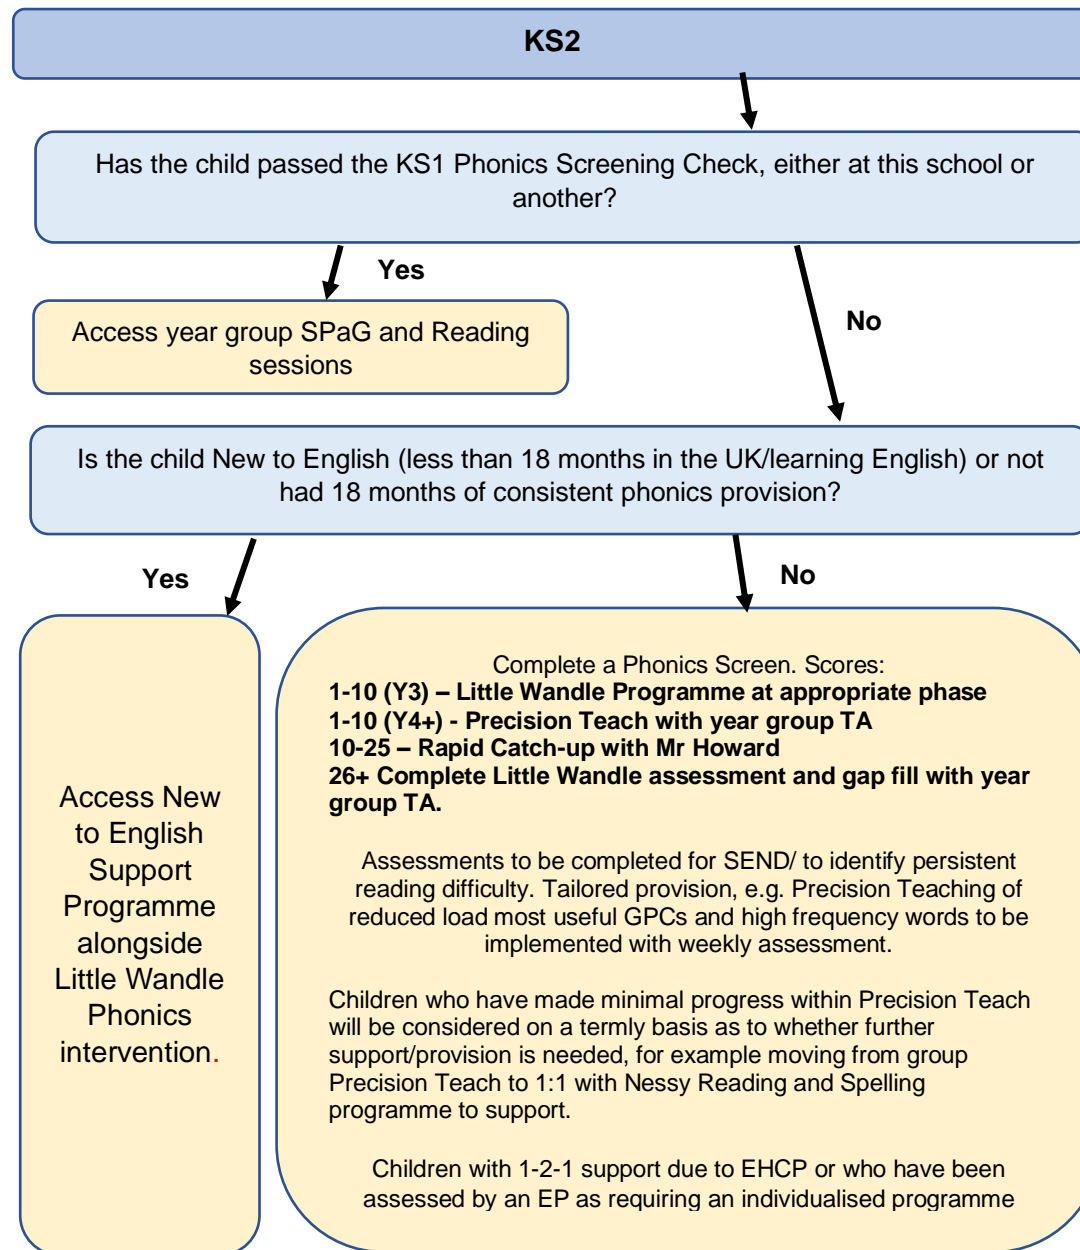 KS2
Has the child passed the KS1 Phonics Screening Check, either at this school or
another?
Yes
No
Access year group SPaG and Reading
sessions
Is the child New to English (less than 18 months in the UK/learning English) or not
had 18 months of consistent phonics provision?
Yes
No
Access New
to English
Support
Programme
alongside
Little Wandle
Phonics
intervention.
Complete a Phonics Screen. Scores:
1-10 (Y3) – Little Wandle Programme at appropriate phase
1-10 (Y4+) - Precision Teach with year group TA
10-25 – Rapid Catch-up with Mr Howard
26+ Complete Little Wandle assessment and gap fill with year
group TA.
Assessments to be completed for SEND/ to identify persistent
reading difficulty. Tailored provision, e.g. Precision Teaching of
reduced load most useful GPCs and high frequency words to be
implemented with weekly assessment.
Children who have made minimal progress within Precision Teach
will be considered on a termly basis as to whether further
support/provision is needed, for example moving from group
Precision Teach to 1:1 with Nessy Reading and Spelling
programme to support.
Children with 1-2-1 support due to EHCP or who have been
assessed by an EP as requiring an individualised programme